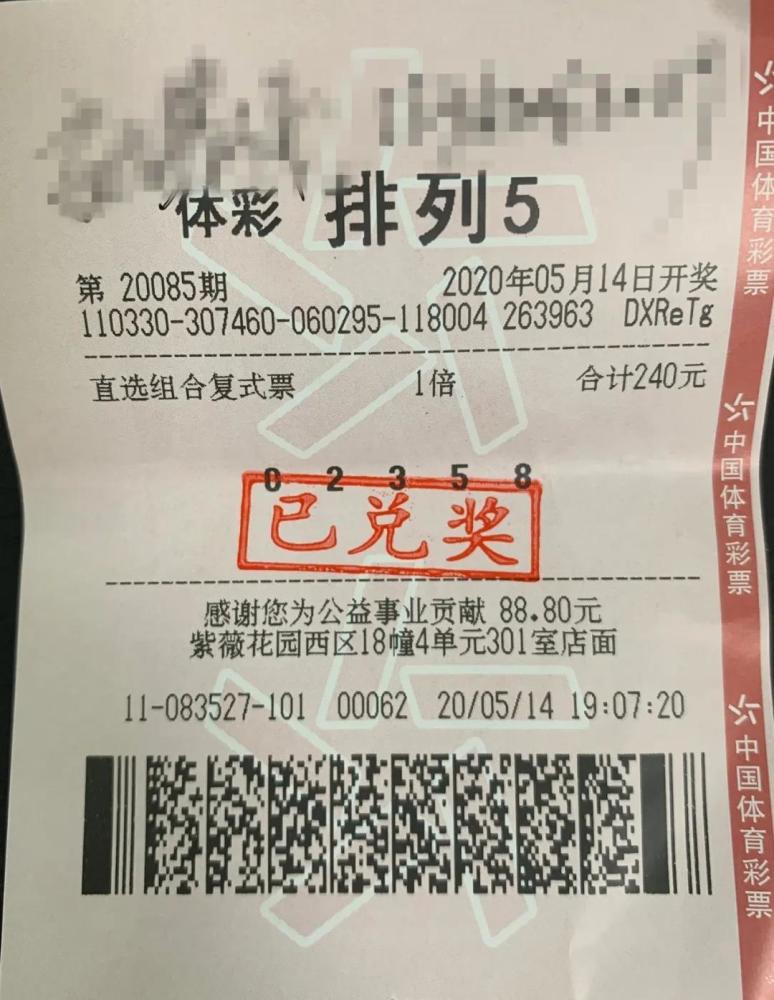 体彩 排列5
第 20085期 2020年05月14日开奖
110330-307460-060295-118004 263963 DXReTg
直选组合复式票 1倍 合计240元
0 2 3 5 8
已兑奖
感谢您为公益事业贡献 88.80元
紫薇花园西区18幢4单元301室店面
11-083527-101 00062 20/05/14 19:07:20
中国体育彩票
中国体育彩票
中国体育彩票